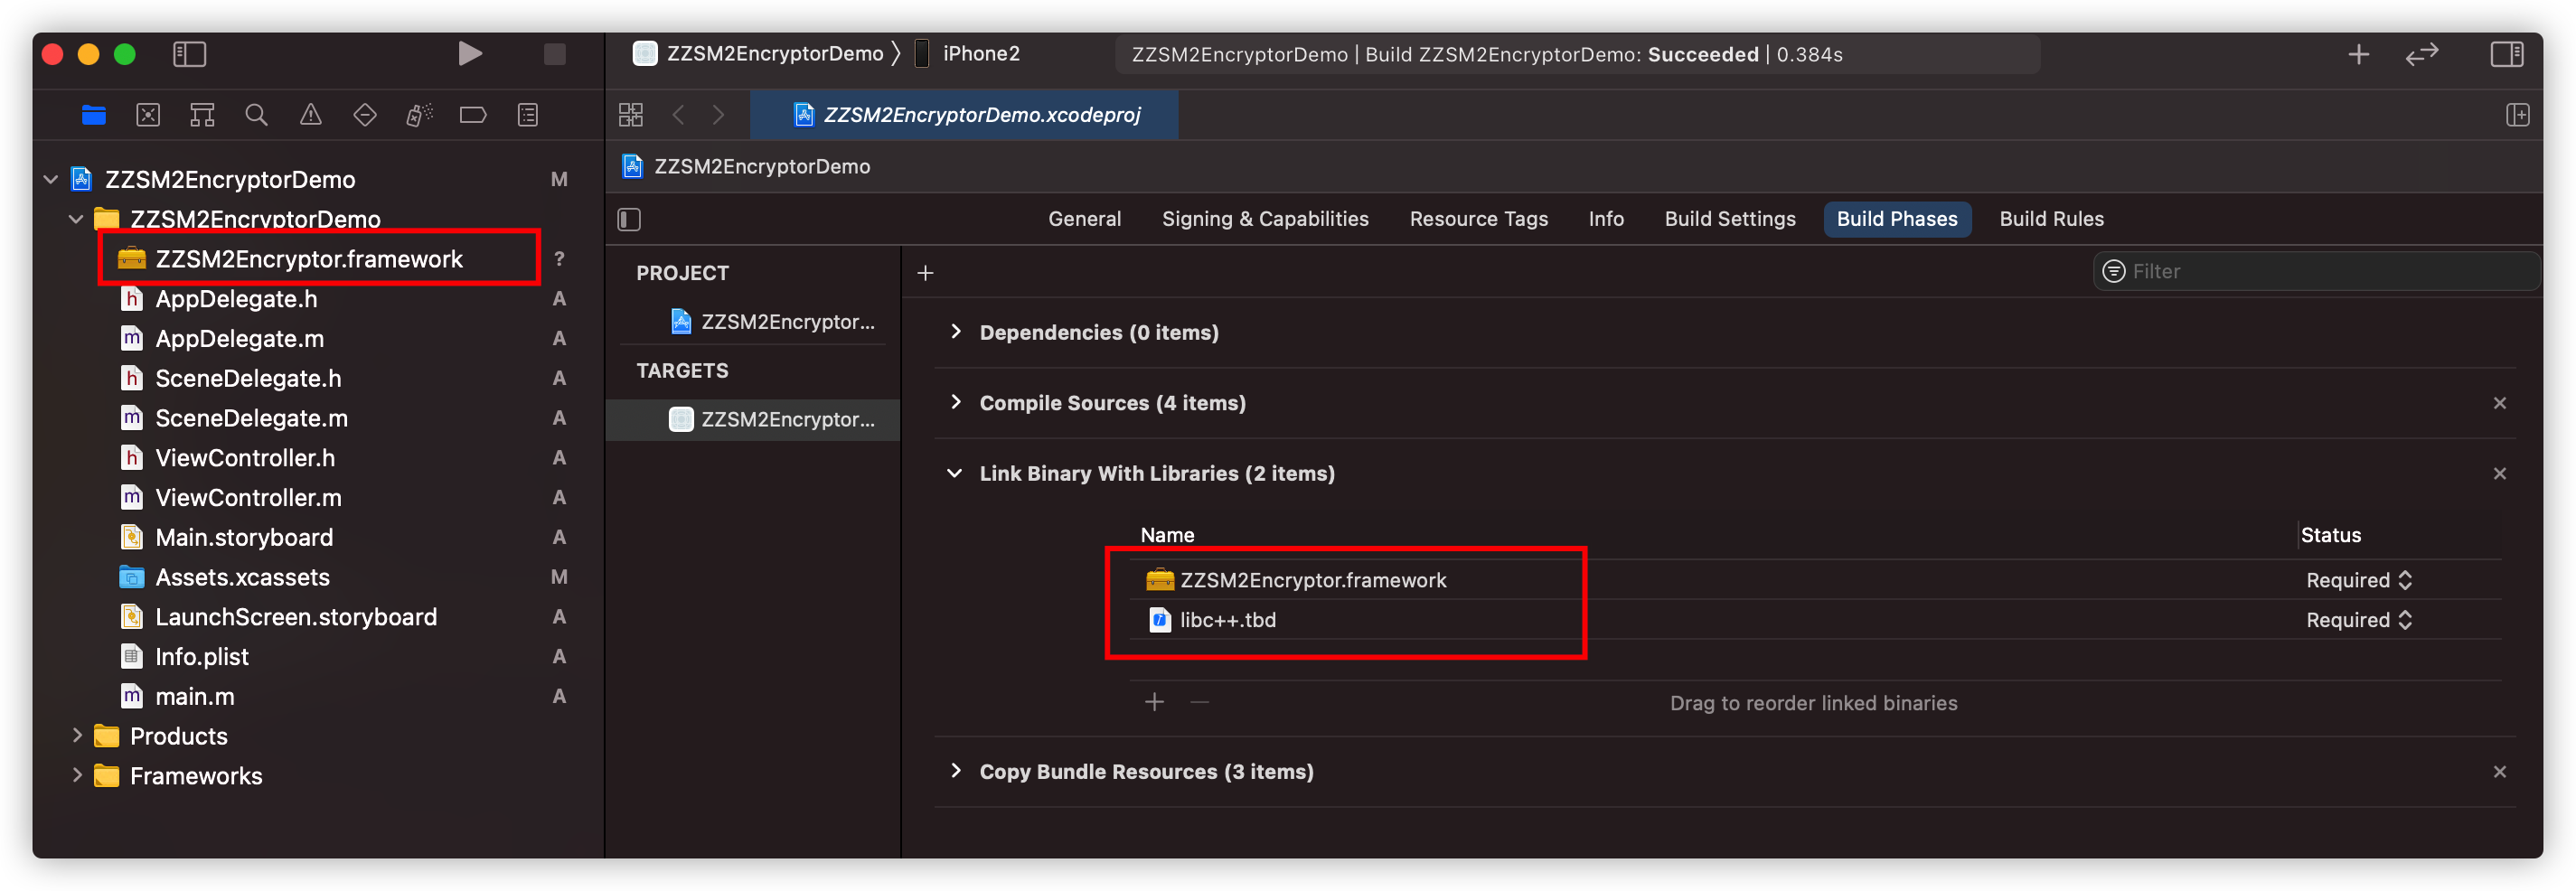 ZZSM2EncryptorDemo 〉 iPhone2
ZZSM2EncryptorDemo | Build ZZSM2EncryptorDemo: Succeeded | 0.384s
ZZSM2EncryptorDemo.xcodeproj
ZZSM2EncryptorDemo
ZZSM2EncryptorDemo M
ZZSM2EncryptorDemo
ZZSM2Encryptor.framework ?
AppDelegate.h A
AppDelegate.m A
SceneDelegate.h A
SceneDelegate.m A
ViewController.h A
ViewController.m A
Main.storyboard A
Assets.xcassets M
LaunchScreen.storyboard A
Info.plist A
main.m A
Products
Frameworks
General Signing & Capabilities Resource Tags Info Build Settings Build Phases Build Rules
PROJECT
ZZSM2Encryptor...
TARGETS
ZZSM2Encryptor...
Filter
Dependencies (0 items)
Compile Sources (4 items)
Link Binary With Libraries (2 items)
Name Status
ZZSM2Encryptor.framework Required
libc++.tbd Required
Drag to reorder linked binaries
Copy Bundle Resources (3 items)